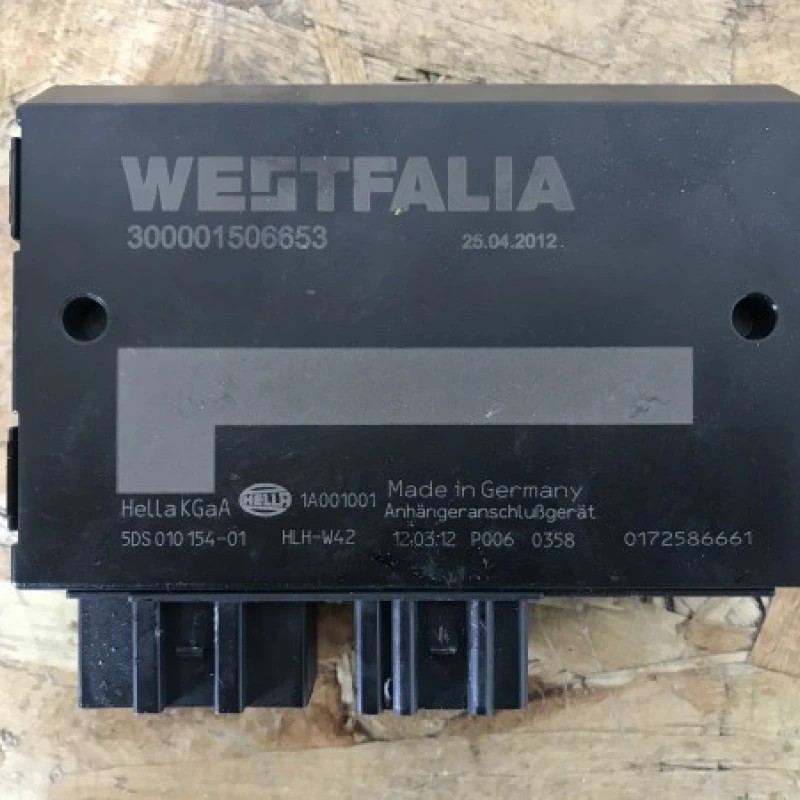 WESTFALIA
300001506653 25.04.2012
Made in Germany
Hella KGaA HELLA 1A001001 Anhängeranschlußgerät
5DS 010 154-01 HLH-W42 12.03.12 P006 0358 0172586661